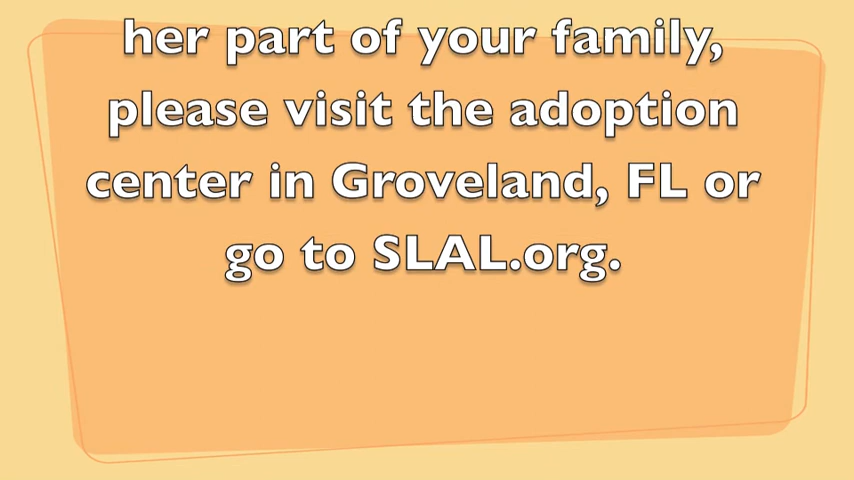 her part of your family,
please visit the adoption
center in Groveland, FL or
go to SLAL.org.